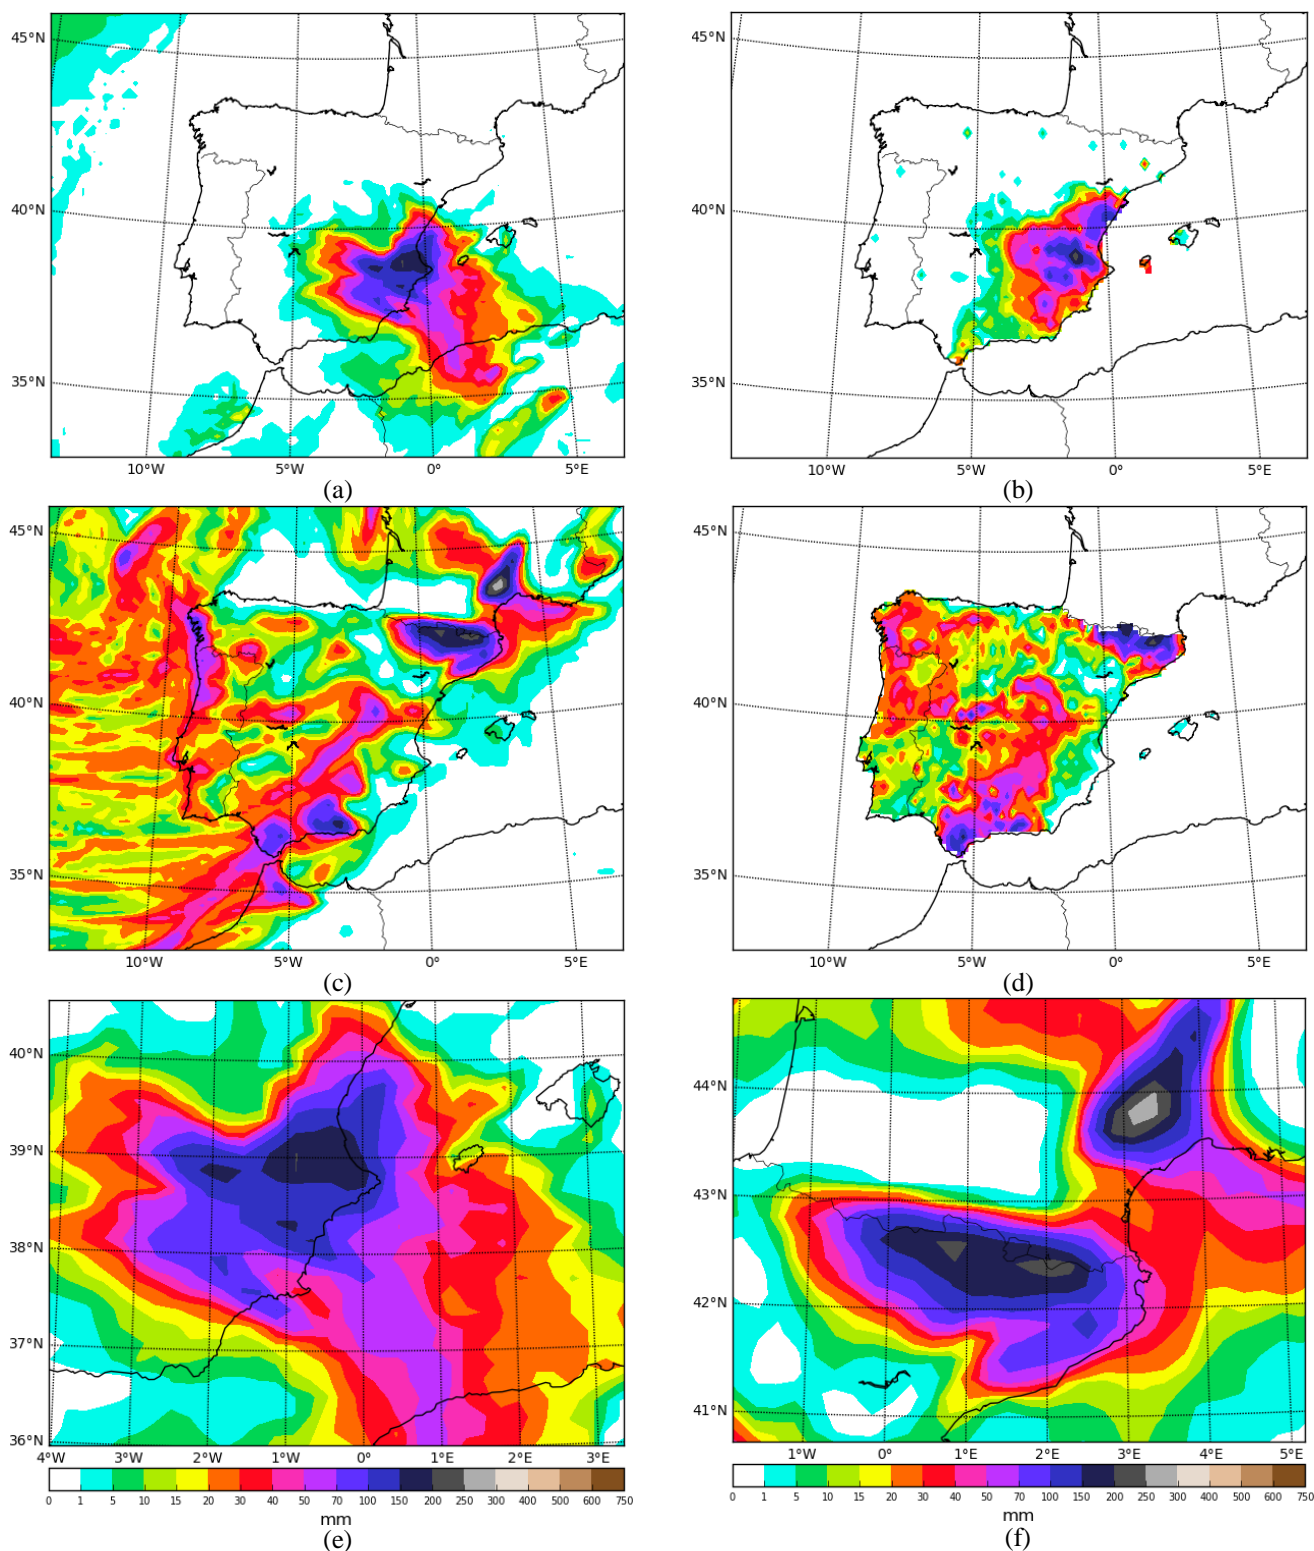 45°N
40°N
35°N
10°W 5°W 0° 5°E
(a)
45°N
40°N
35°N
10°W 5°W 0° 5°E
(b)
45°N
40°N
35°N
10°W 5°W 0° 5°E
(c)
45°N
40°N
35°N
10°W 5°W 0° 5°E
(d)
40°N
39°N
38°N
37°N
36°N
4°W 3°W 2°W 1°W 0° 1°E 2°E 3°E
0 1 5 10 15 20 30 40 50 70 100 150 200 250 300 400 500 600 750
mm
(e)
44°N
43°N
42°N
41°N
1°W 0° 1°E 2°E 3°E 4°E 5°E
0 1 5 10 15 20 30 40 50 70 100 150 200 250 300 400 500 600 750
mm
(f)